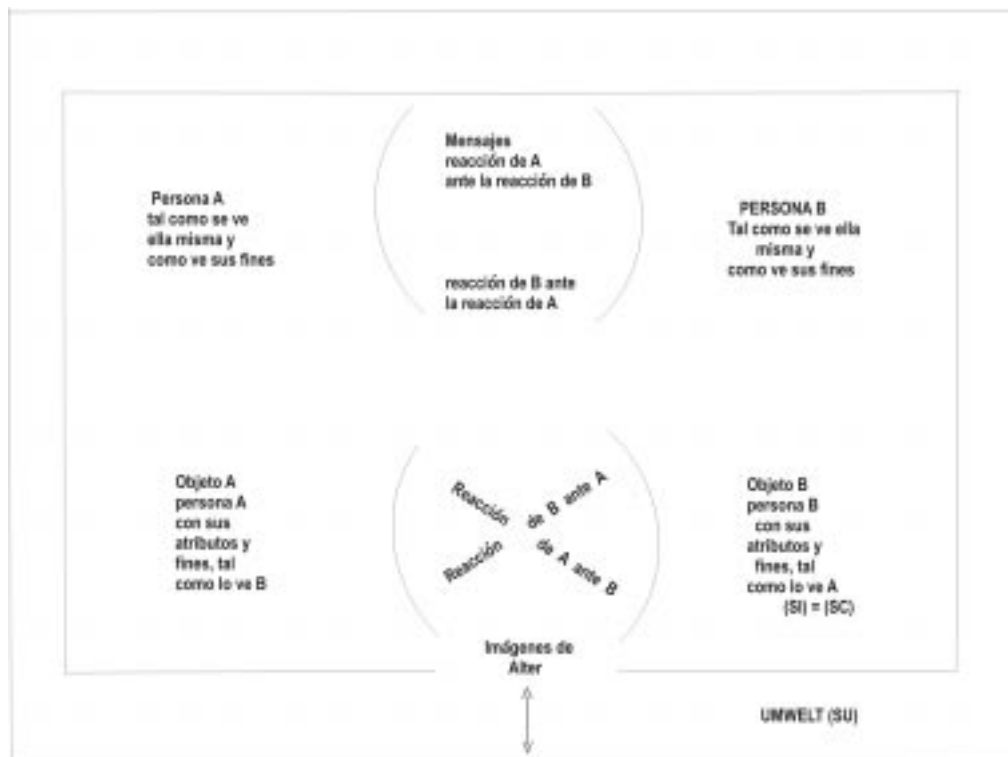 Mensajes
reacción de A
ante la reacción de B
Persona A
tal como se ve
ella misma y
como ve sus fines
PERSONA B
Tal como se ve ella
misma y
como ve sus fines
reacción de B ante
la reacción de A
Objeto A
persona A
con sus
atributos y
fines, tal
como lo ve B
Reacción de A ante B
Reacción de B ante A
Objeto B
persona B
con sus
atributos y
fines, tal
como lo ve A
(SI) = (SC)
Imágenes de
Alter
UMWELT (SU)